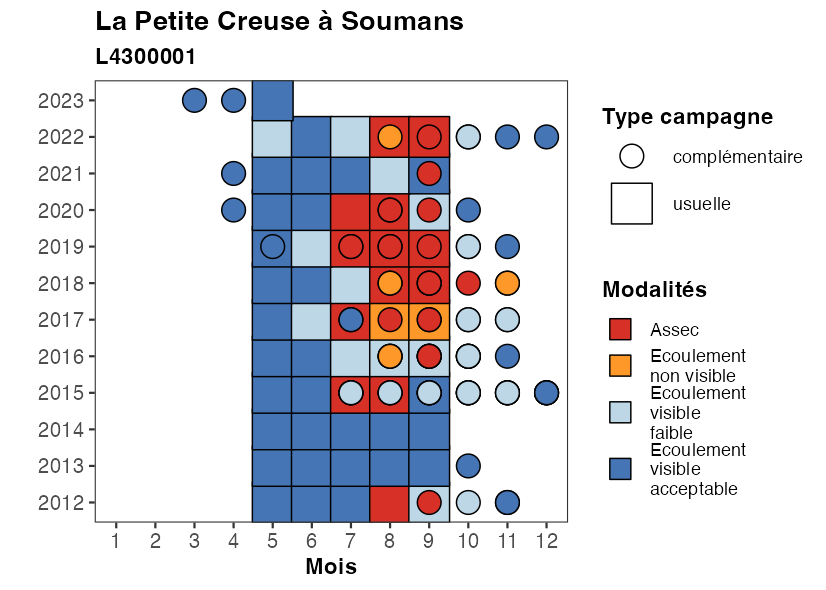 La Petite Creuse à Soumans
L4300001
2023
2022
2021
2020
2019
2018
2017
2016
2015
2014
2013
2012
1 2 3 4 5 6 7 8 9 10 11 12
Mois
Type campagne
complémentaire
usuelle
Modalités
Assec
Ecoulement
non visible
Ecoulement
visible
faible
Ecoulement
visible
acceptable